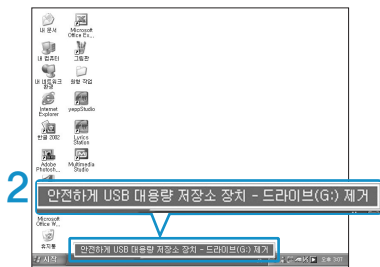 내 문서
Microsoft Office Ex...
내 컴퓨터
그림판
내 네트워크 환경
회형 작업
Internet Explorer
yeppStudio
한글 2002
Lyrics Station
Adobe Photosh...
Multimedia Studio
2
안전하게 USB 대용량 저장소 장치 - 드라이브(G:) 제거
Microsoft Office W...
휴지통
안전하게 USB 대용량 저장소 장치 - 드라이브(G:) 제거
시작